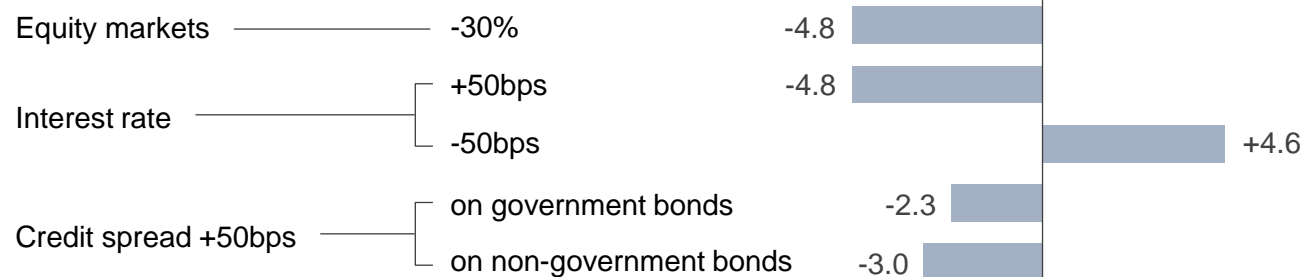 Equity markets -30% -4.8
+50bps -4.8
Interest rate
-50bps +4.6
on government bonds -2.3
Credit spread +50bps
on non-government bonds -3.0